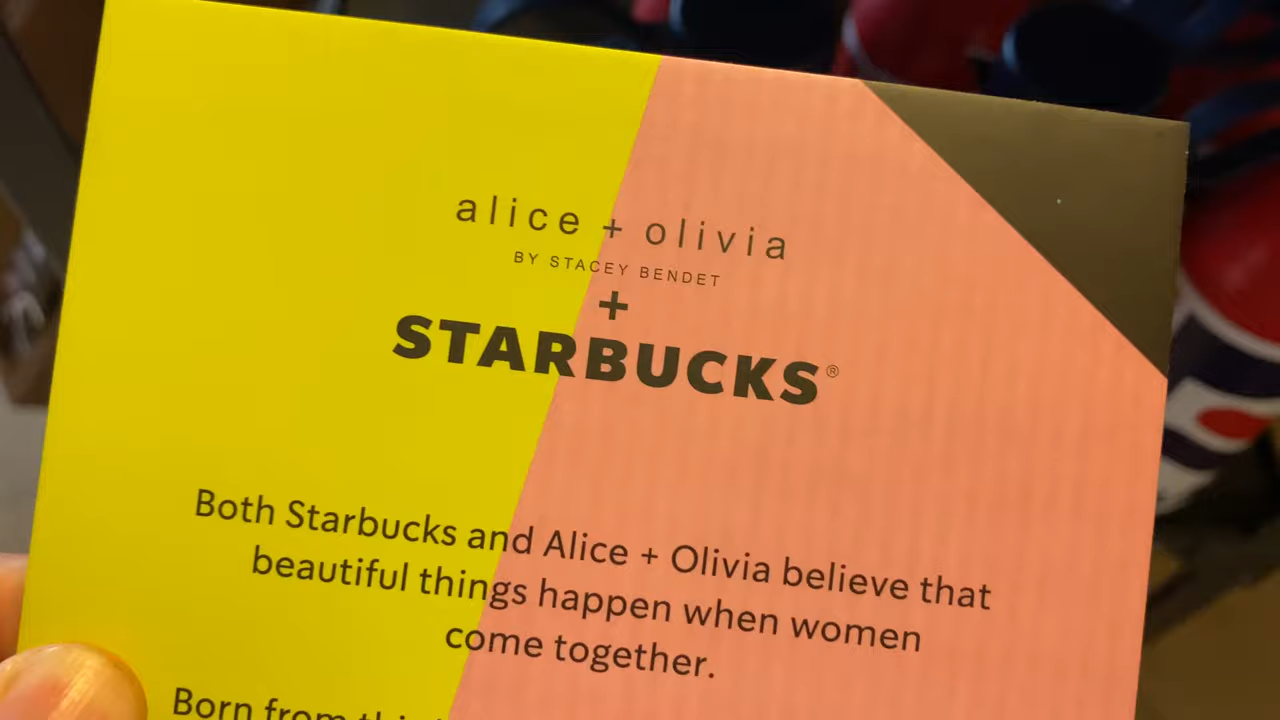 alice + olivia
BY STACEY BENDET
+
STARBUCKS®
Both Starbucks and Alice + Olivia believe that
beautiful things happen when women
come together.
Born from this